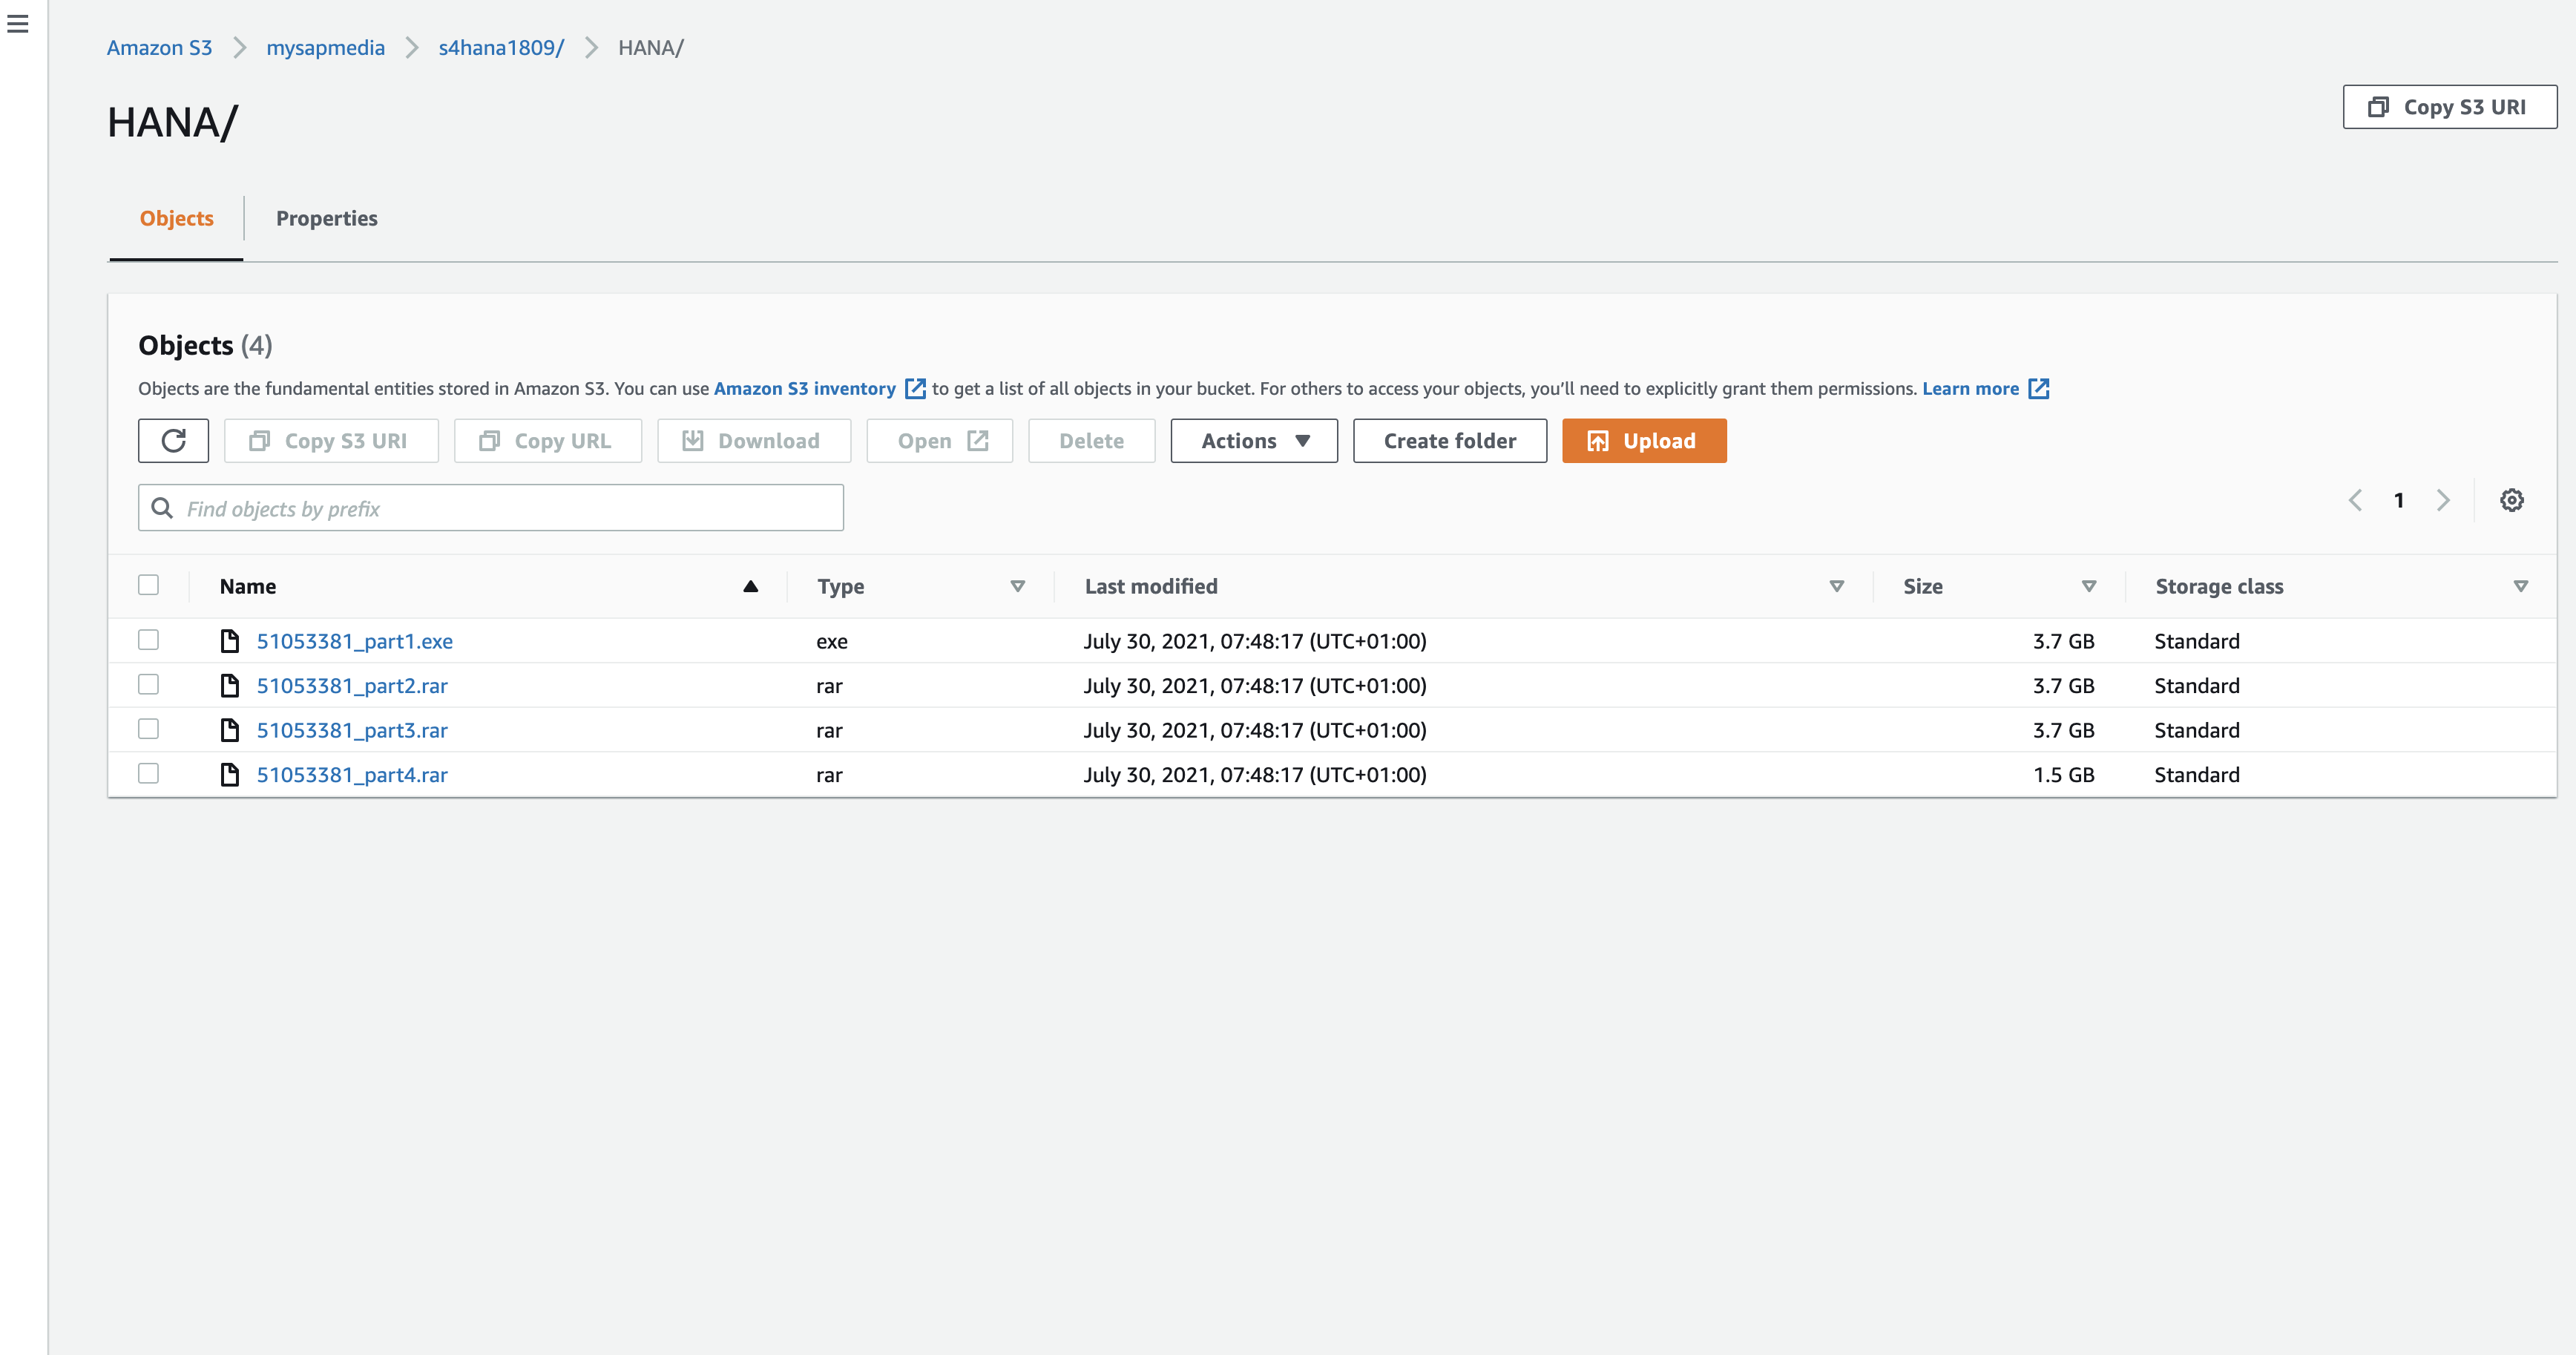 Amazon S3 mysapmedia s4hana1809/ HANA/
HANA/
Copy S3 URI
Objects Properties
Objects (4)
Objects are the fundamental entities stored in Amazon S3. You can use Amazon S3 inventory to get a list of all objects in your bucket. For others to access your objects, you’ll need to explicitly grant them permissions. Learn more
Copy S3 URI Copy URL Download Open Delete Actions Create folder Upload
Find objects by prefix 1
Name Type Last modified Size Storage class
51053381_part1.exe exe July 30, 2021, 07:48:17 (UTC+01:00) 3.7 GB Standard
51053381_part2.rar rar July 30, 2021, 07:48:17 (UTC+01:00) 3.7 GB Standard
51053381_part3.rar rar July 30, 2021, 07:48:17 (UTC+01:00) 3.7 GB Standard
51053381_part4.rar rar July 30, 2021, 07:48:17 (UTC+01:00) 1.5 GB Standard